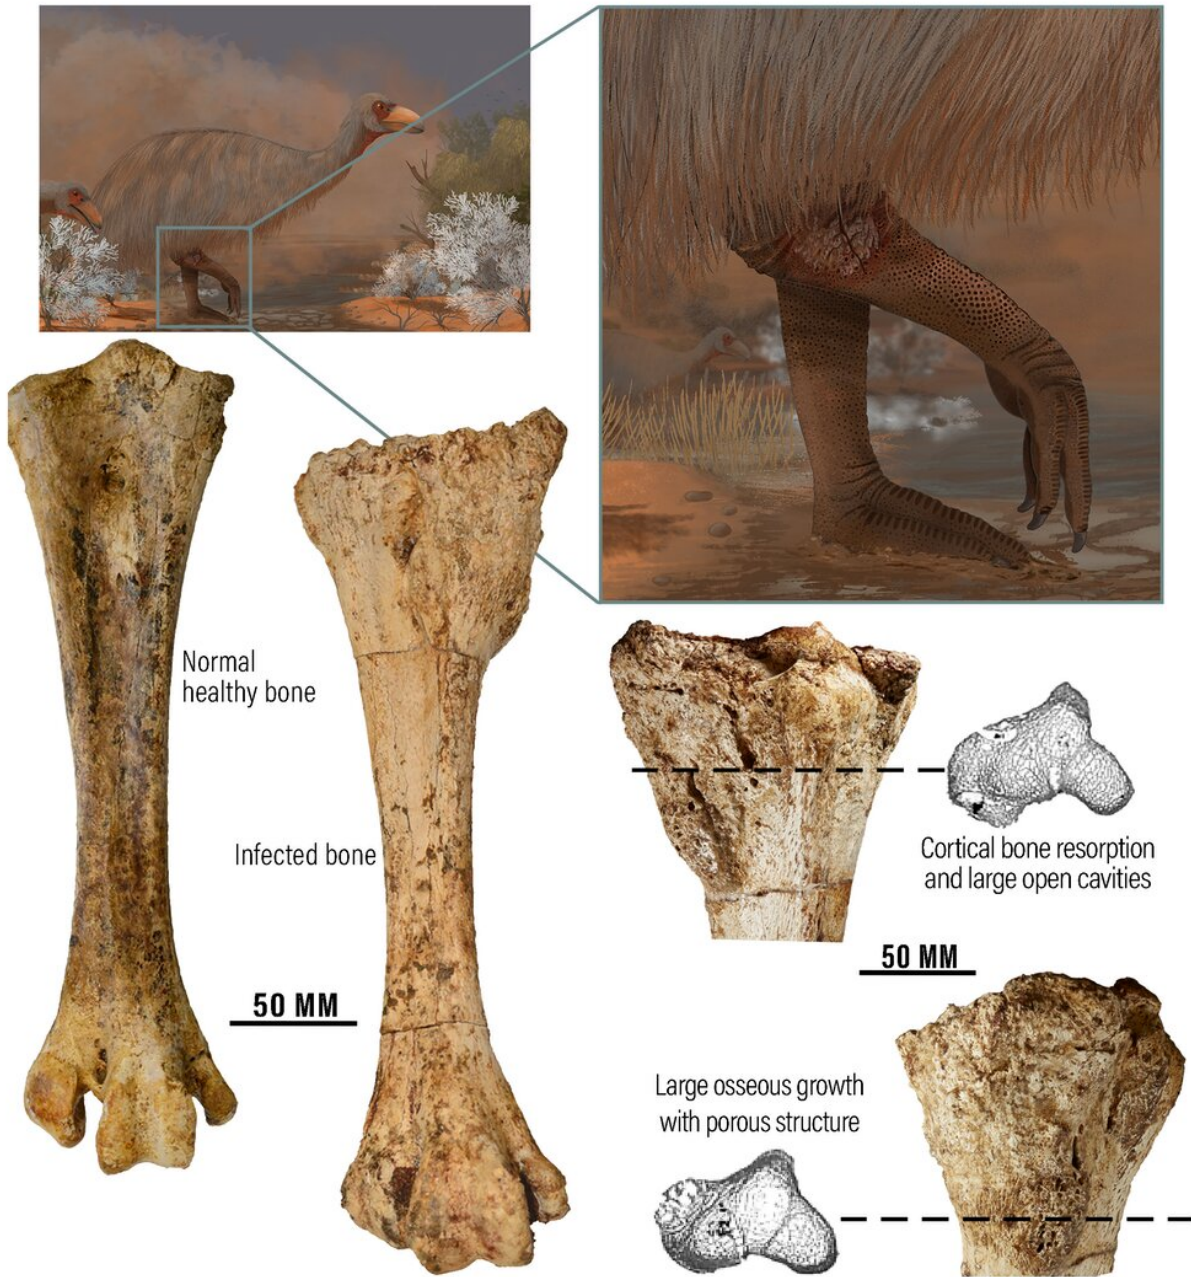 Normal
healthy bone
Infected bone
50 MM
Cortical bone resorption
and large open cavities
50 MM
Large osseous growth
with porous structure